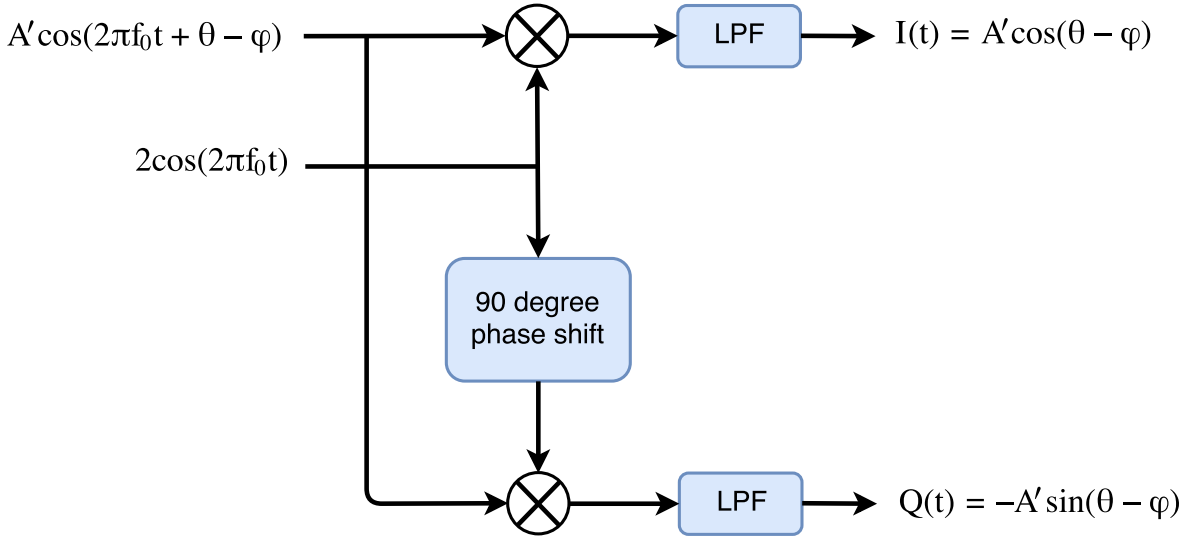 A′cos(2πf₀t + θ − φ)
LPF
I(t) = A′cos(θ − φ)
2cos(2πf₀t)
90 degree
phase shift
LPF
Q(t) = −A′sin(θ − φ)